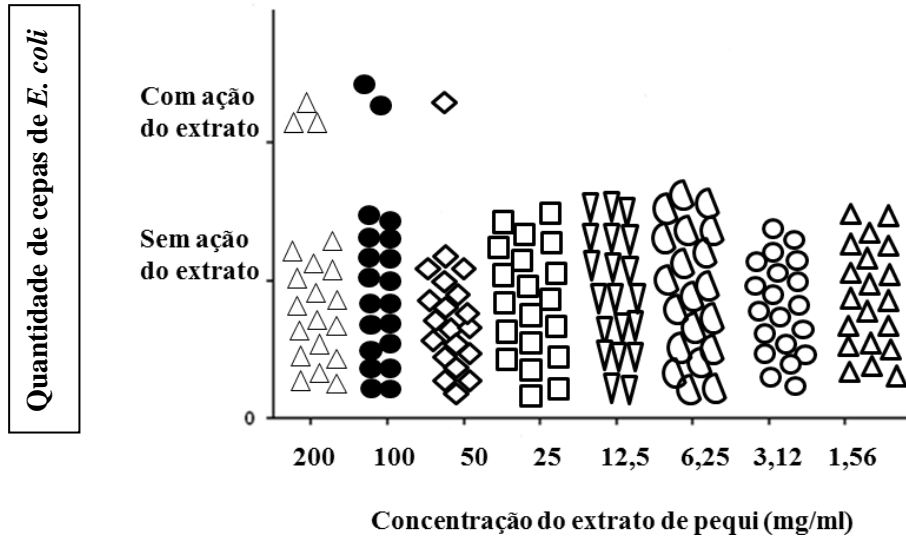 Quantidade de cepas de E. coli
Com ação
do extrato
Sem ação
do extrato
0
200 100 50 25 12,5 6,25 3,12 1,56
Concentração do extrato de pequi (mg/ml)